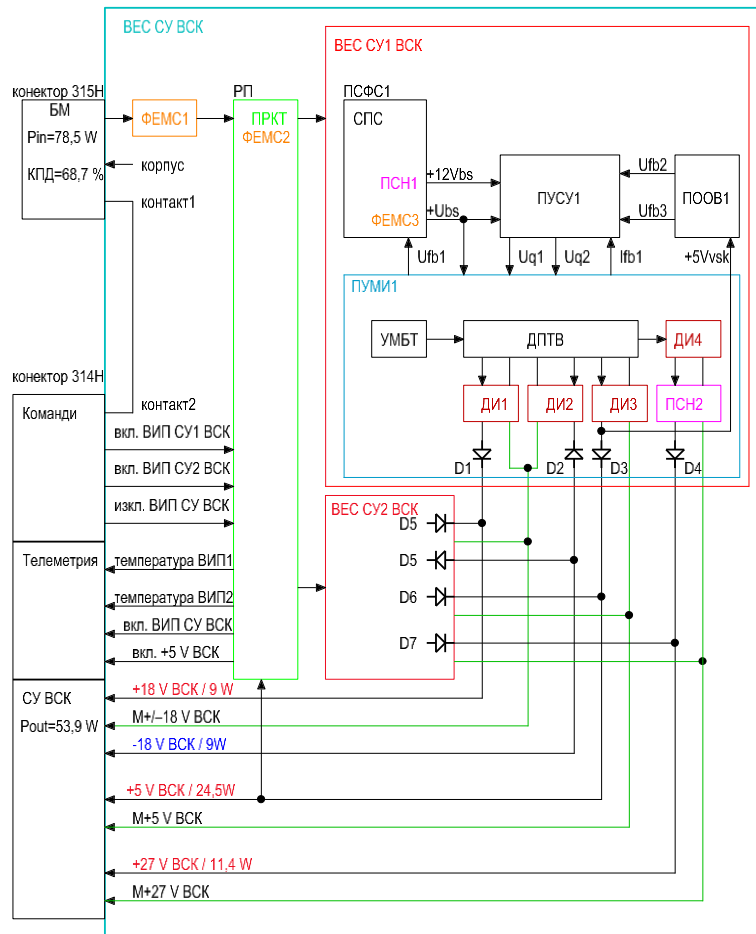 ВЕС СУ ВСК
ВЕС СУ1 ВСК
конектор 315Н
БМ
Pin=78,5 W
КПД=68,7 %
ФЕМС1
РП
ПРКТ
ФЕМС2
корпус
контакт1
ПСФС1
СПС
ПСН1
ФЕМС3
+12Vbs
+Ubs
ПУСУ1
Ufb2
Ufb3
ПООВ1
Ufb1
Uq1
Uq2
Ifb1
+5Vvsk
ПУМИ1
УМБТ
ДПТВ
ДИ4
ДИ1
ДИ2
ДИ3
ПСН2
D1
D2
D3
D4
конектор 314Н
Команди
контакт2
вкл. ВИП СУ1 ВСК
вкл. ВИП СУ2 ВСК
изкл. ВИП СУ ВСК
ВЕС СУ2 ВСК
D5
D5
D6
D7
Телеметрия
температура ВИП1
температура ВИП2
вкл. ВИП СУ ВСК
вкл. +5 V ВСК
СУ ВСК
Pout=53,9 W
+18 V ВСК / 9 W
M+/–18 V ВСК
-18 V ВСК / 9W
+5 V ВСК / 24,5W
M+5 V ВСК
+27 V ВСК / 11,4 W
M+27 V ВСК